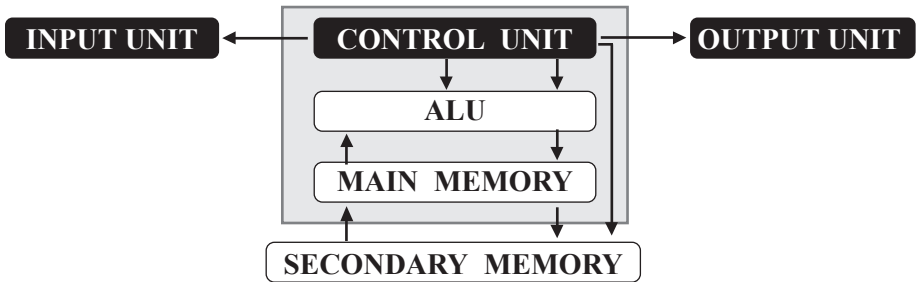 INPUT UNIT
CONTROL UNIT
OUTPUT UNIT
ALU
MAIN MEMORY
SECONDARY MEMORY